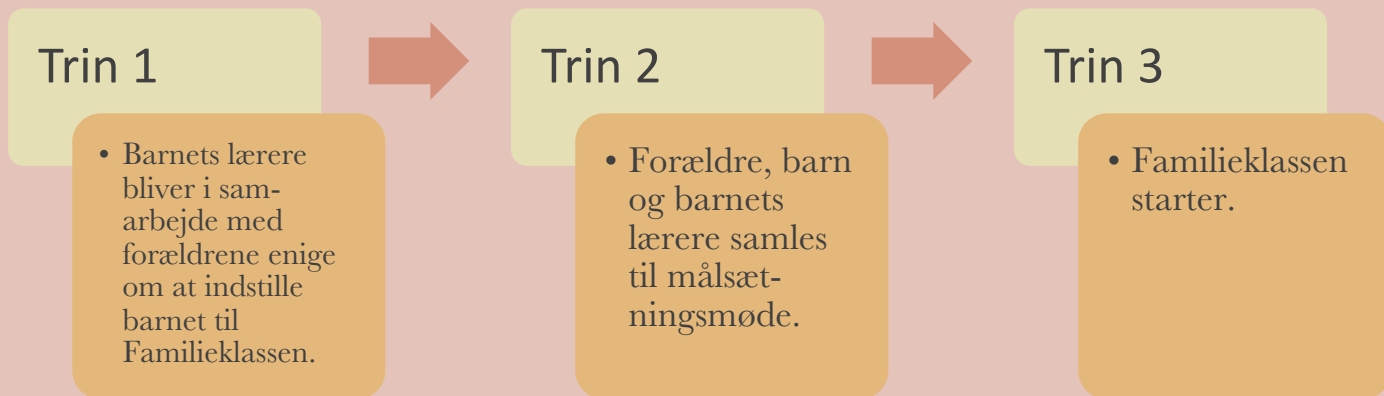 Trin 1
• Barnets lærere
bliver i sam-
arbejde med
forældrene enige
om at indstille
barnet til
Familieklassen.
Trin 2
• Forældre, barn
og barnets
lærere samles
til målsæt-
ningsmøde.
Trin 3
• Familieklassen
starter.